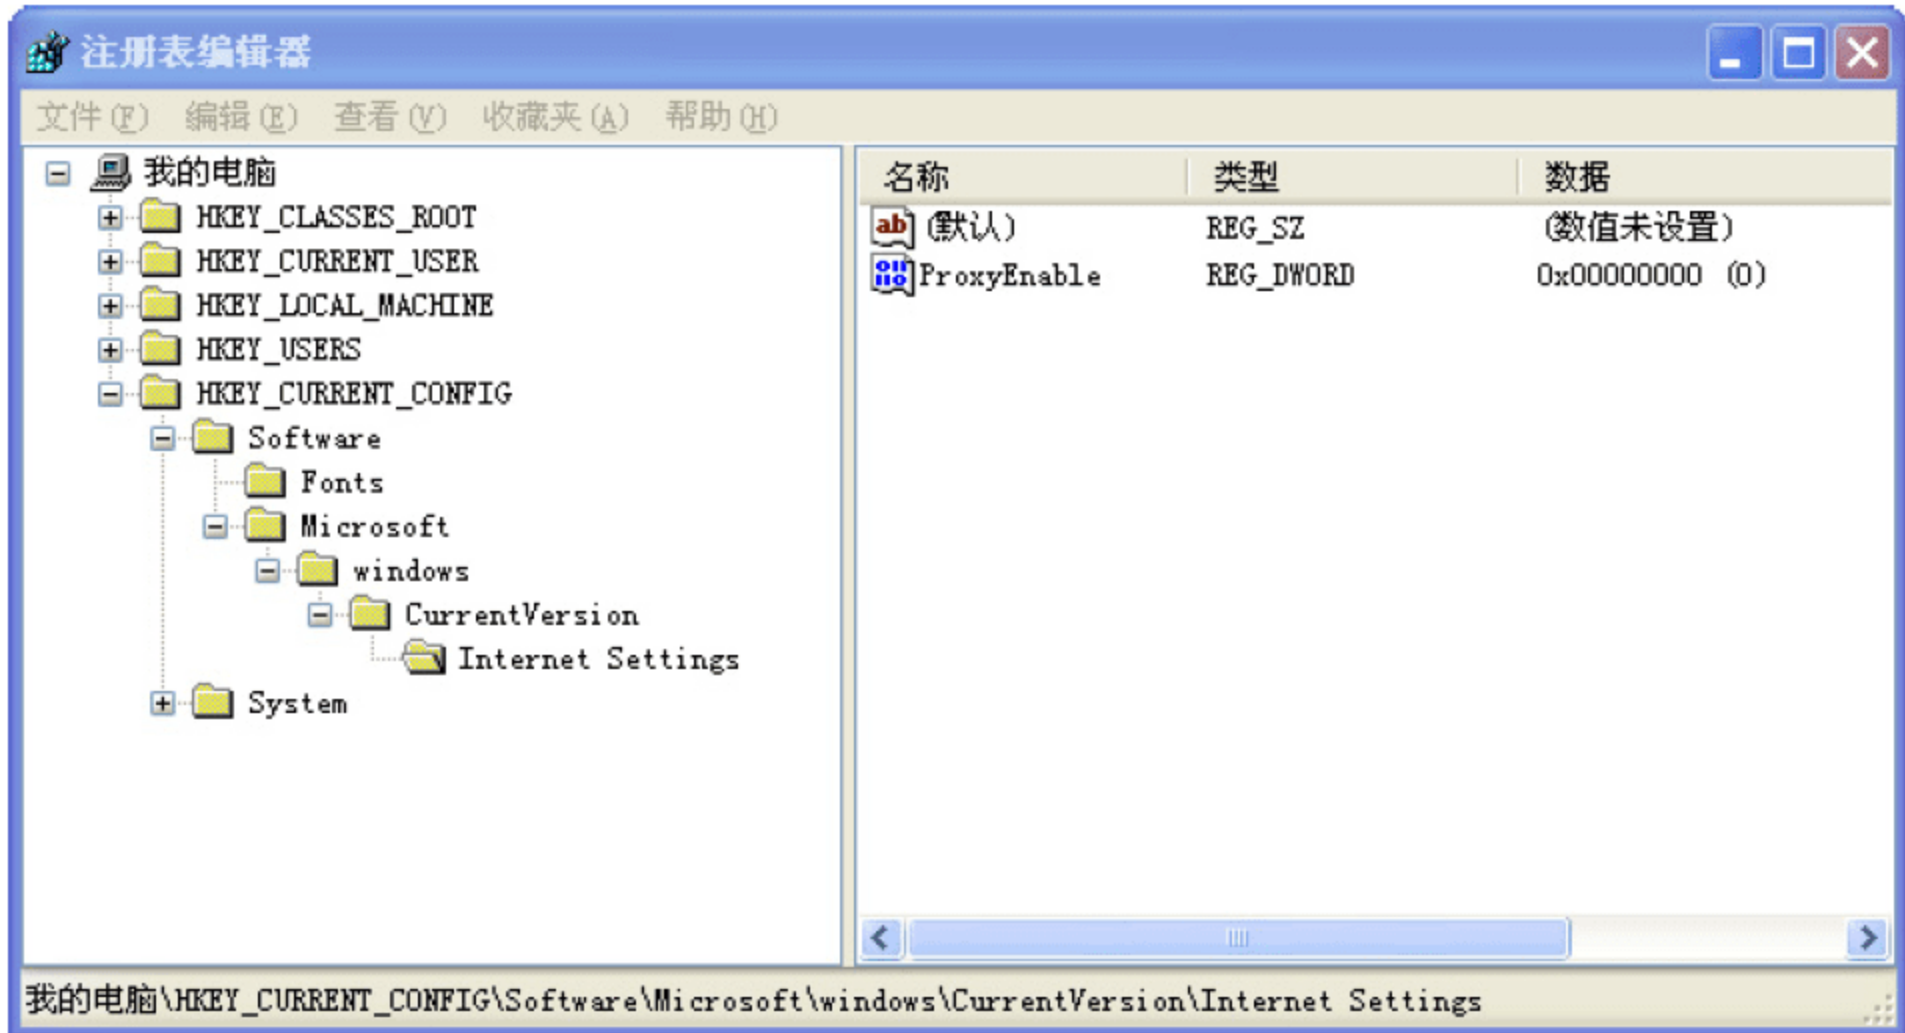 注册表编辑器
文件(F) 编辑(E) 查看(V) 收藏夹(A) 帮助(H)
我的电脑
HKEY_CLASSES_ROOT
HKEY_CURRENT_USER
HKEY_LOCAL_MACHINE
HKEY_USERS
HKEY_CURRENT_CONFIG
Software
Fonts
Microsoft
windows
CurrentVersion
Internet Settings
System
名称 类型 数据
(默认) REG_SZ (数值未设置)
ProxyEnable REG_DWORD 0x00000000 (0)
我的电脑\HKEY_CURRENT_CONFIG\Software\Microsoft\windows\CurrentVersion\Internet Settings